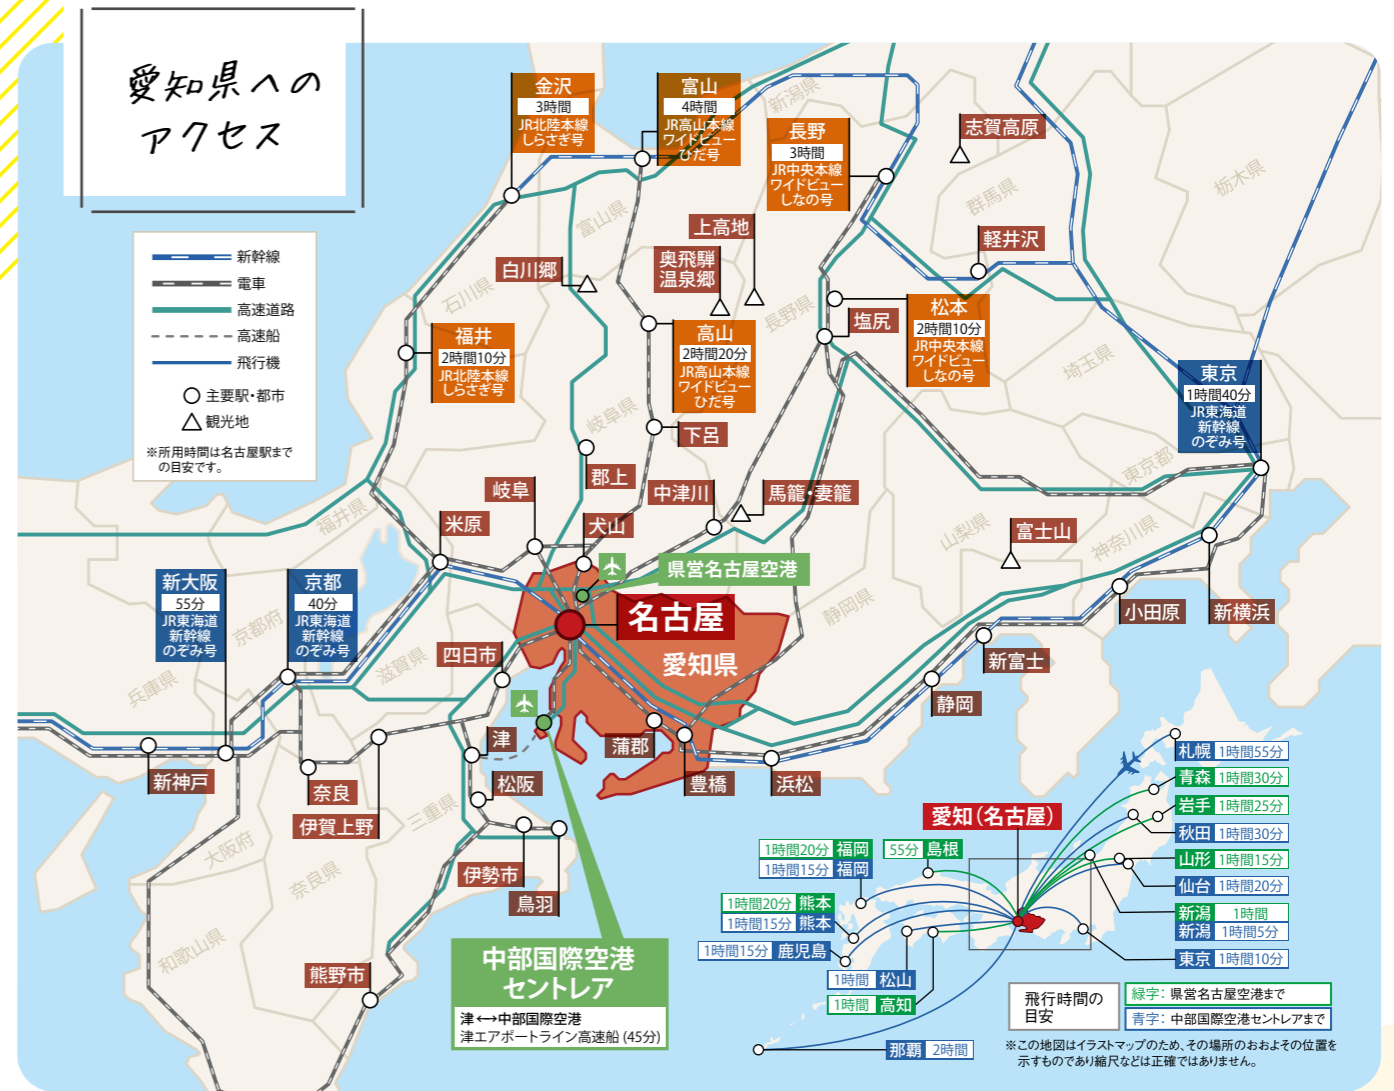 愛知県への
アクセス
新幹線
電車
高速道路
高速船
飛行機
主要駅・都市
観光地
※所用時間は名古屋駅まで
の目安です。
金沢
3時間
JR北陸本線
しらさぎ号
富山
4時間
JR高山本線
ワイドビュー
ひだ号
新潟県
長野
3時間
JR中央本線
ワイドビュー
しなの号
志賀高原
栃木県
群馬県
富山県
上高地
軽井沢
奥飛騨
温泉郷
白川郷
石川県
長野県
福井
2時間10分
JR北陸本線
しらさぎ号
高山
2時間20分
JR高山本線
ワイドビュー
ひだ号
塩尻
松本
2時間10分
JR中央本線
ワイドビュー
しなの号
埼玉県
東京
1時間40分
JR東海道
新幹線
のぞみ号
岐阜県
下呂
郡上
東京都
岐阜
中津川
馬籠・妻籠
福井県
米原
犬山
山梨県
富士山
神奈川県
県営名古屋空港
新大阪
55分
JR東海道
新幹線
のぞみ号
京都
40分
JR東海道
新幹線
のぞみ号
京都府
名古屋
静岡県
小田原
新横浜
四日市
滋賀県
愛知県
新富士
兵庫県
静岡
津
蒲郡
新神戸
奈良
松阪
豊橋
浜松
伊賀上野
三重県
大阪府
奈良県
伊勢市
鳥羽
和歌山県
熊野市
中部国際空港
セントレア
津⟷中部国際空港
津エアポートライン高速船 (45分)
愛知(名古屋)
札幌 1時間55分
青森 1時間30分
岩手 1時間25分
秋田 1時間30分
山形 1時間15分
仙台 1時間20分
新潟 1時間
新潟 1時間5分
東京 1時間10分
1時間20分 福岡
1時間15分 福岡
55分 島根
1時間20分 熊本
1時間15分 熊本
1時間15分 鹿児島
1時間 松山
1時間 高知
那覇 2時間
飛行時間の
目安
緑字: 県営名古屋空港まで
青字: 中部国際空港セントレアまで
※この地図はイラストマップのため、その場所のおおよその位置を
示すものであり縮尺などは正確ではありません。